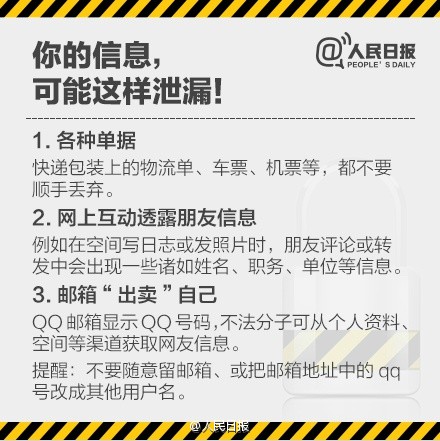 你的信息，
可能这样泄漏！
@人民日报
PEOPLE'S DAILY
1. 各种单据
快递包装上的物流单、车票、机票等，都不要
顺手丢弃。
2. 网上互动透露朋友信息
例如在空间写日志或发照片时，朋友评论或转
发中会出现一些诸如姓名、职务、单位等信息。
3. 邮箱“出卖”自己
QQ邮箱显示QQ号码，不法分子可从个人资料、
空间等渠道获取网友信息。
提醒：不要随意留邮箱、或把邮箱地址中的 qq
号改成其他用户名。
@人民日报